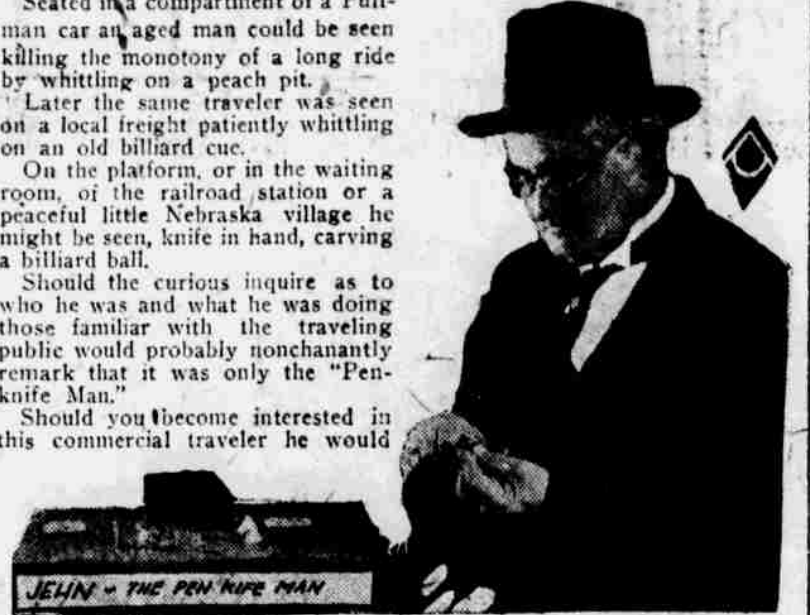 Seated in a compartment of a Pull-
man car an aged man could be seen
killing the monotony of a long ride
by whittling on a peach pit.
Later the same traveler was seen
on a local freight patiently whittling
on an old billiard cue.
On the platform, or in the waiting
room, of the railroad station or a
peaceful little Nebraska village he
might be seen, knife in hand, carving
a billiard ball.
Should the curious inquire as to
who he was and what he was doing
those familiar with the traveling
public would probably nonchanantly
remark that it was only the "Pen-
knife Man."
Should you become interested in
this commercial traveler he would
JEHN - THE PEN KIFE MAN